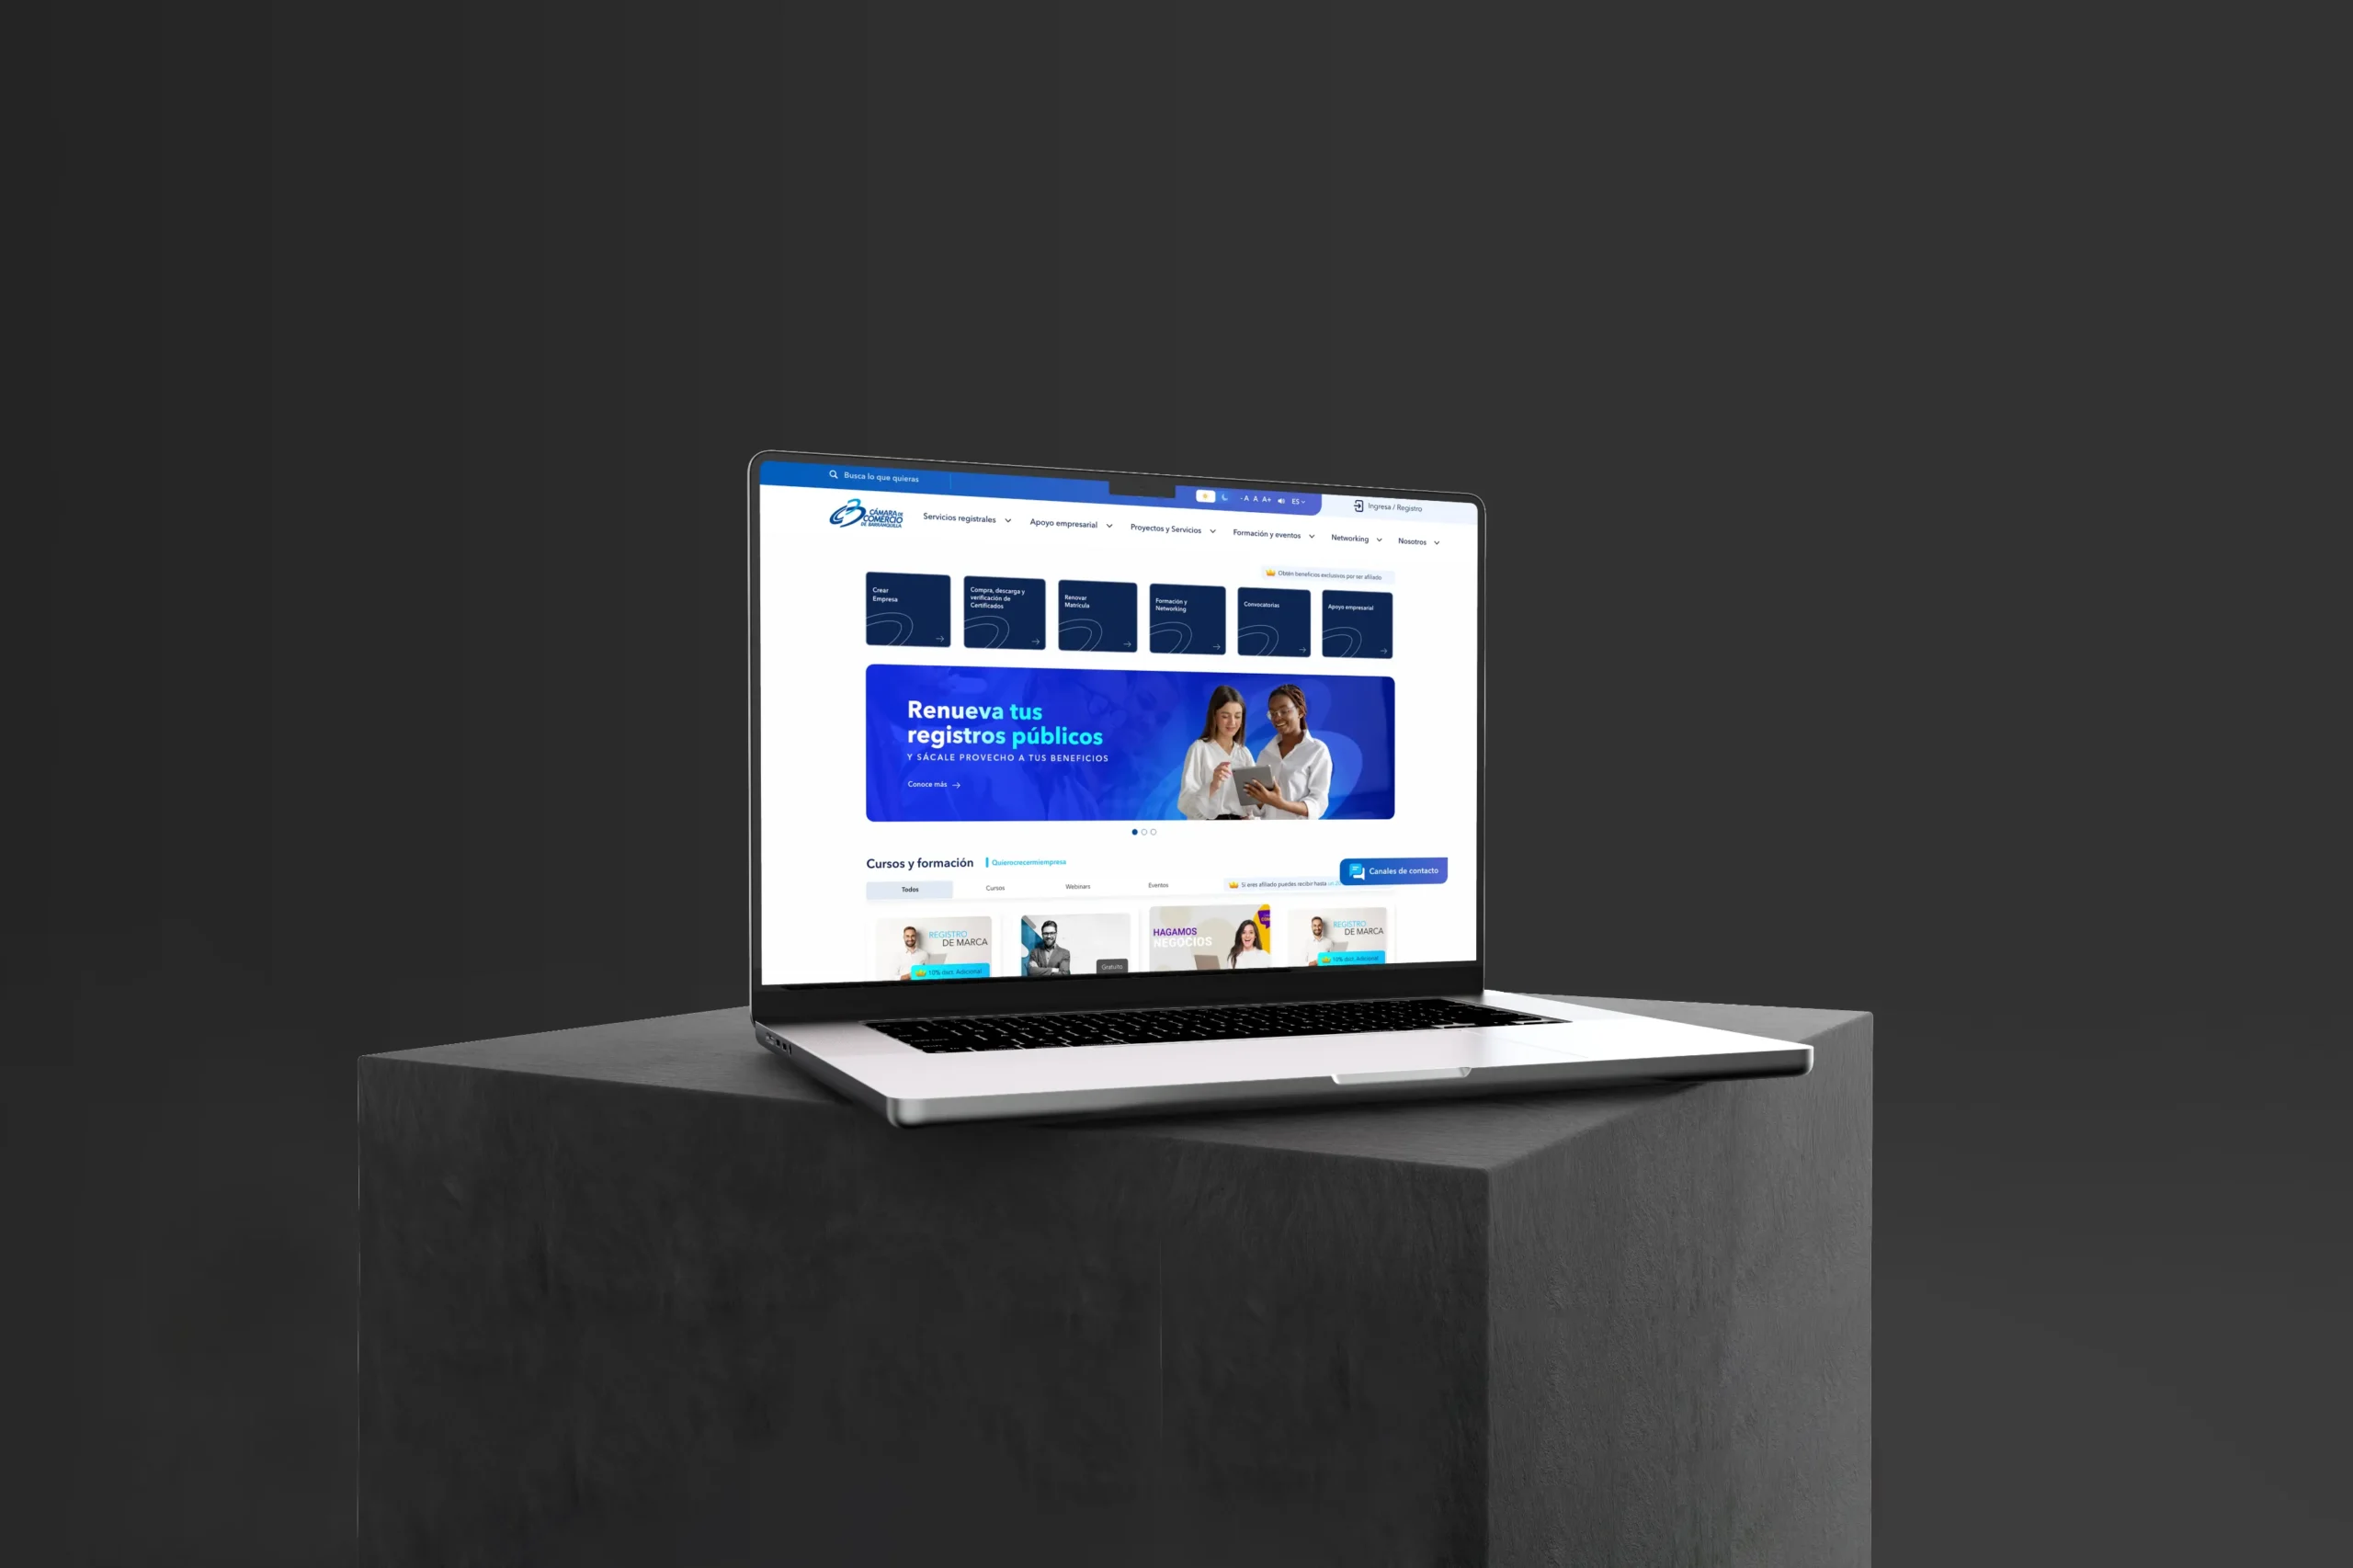 Busca lo que quieras
- A A A+ ES
Ingresa / Registro
CÁMARA DE
COMERCIO
DE BARRANQUILLA
Servicios registrales
Apoyo empresarial
Proyectos y Servicios
Formación y eventos
Networking
Nosotros
Obtén beneficios exclusivos por ser afiliado
Crear
Empresa
Compra, descarga y
verificación de
Certificados
Renovar
Matrícula
Formación y
Networking
Convocatorias
Apoyo empresarial
Renueva tus
registros públicos
Y SÁCALE PROVECHO A TUS BENEFICIOS
Conoce más
Cursos y formación
Quierocrecermiempresa
Canales de contacto
Todos
Cursos
Webinars
Eventos
Si eres afiliado puedes recibir hasta
REGISTRO
DE MARCA
10% dsct. Adicional
Gratuito
HAGAMOS
NEGOCIOS
REGISTRO
DE MARCA
10% dsct. Adicional